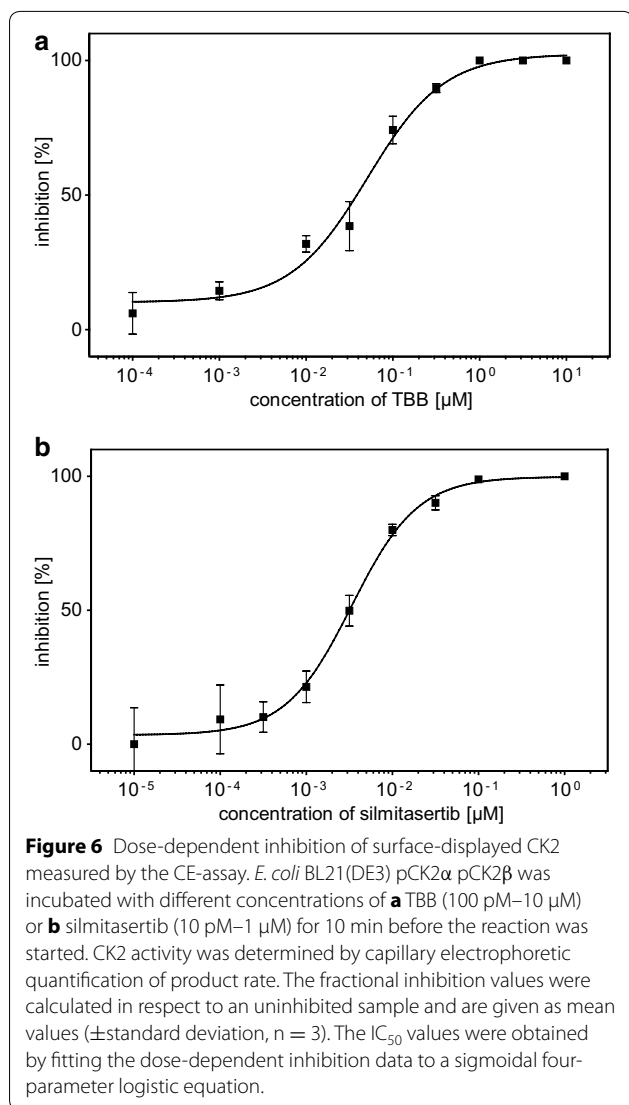 a
100
50
0
inhibition [%]
10⁻⁴ 10⁻³ 10⁻² 10⁻¹ 10⁰ 10¹
concentration of TBB [µM]
b
100
50
0
inhibition [%]
10⁻⁵ 10⁻⁴ 10⁻³ 10⁻² 10⁻¹ 10⁰
concentration of silmitasertib [µM]
Figure 6 Dose-dependent inhibition of surface-displayed CK2
measured by the CE-assay. E. coli BL21(DE3) pCK2α pCK2β was
incubated with different concentrations of a TBB (100 pM–10 µM)
or b silmitasertib (10 pM–1 µM) for 10 min before the reaction was
started. CK2 activity was determined by capillary electrophoretic
quantification of product rate. The fractional inhibition values were
calculated in respect to an uninhibited sample and are given as mean
values (±standard deviation, n = 3). The IC₅₀ values were obtained
by fitting the dose-dependent inhibition data to a sigmoidal four-
parameter logistic equation.